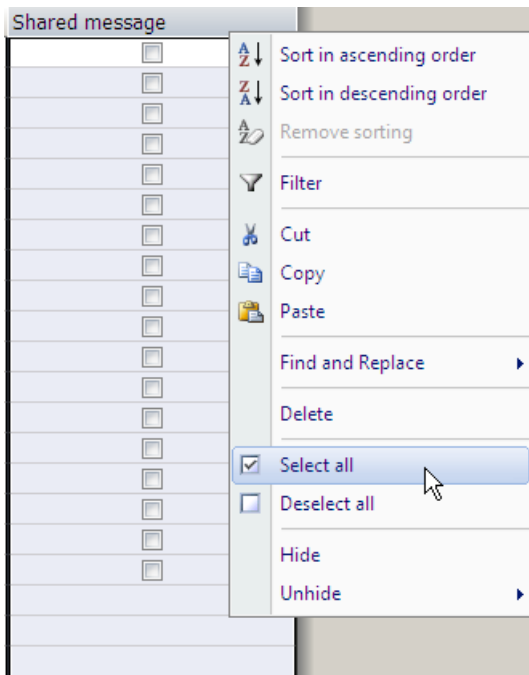 Shared message
Sort in ascending order
Sort in descending order
Remove sorting
Filter
Cut
Copy
Paste
Find and Replace
Delete
Select all
Deselect all
Hide
Unhide